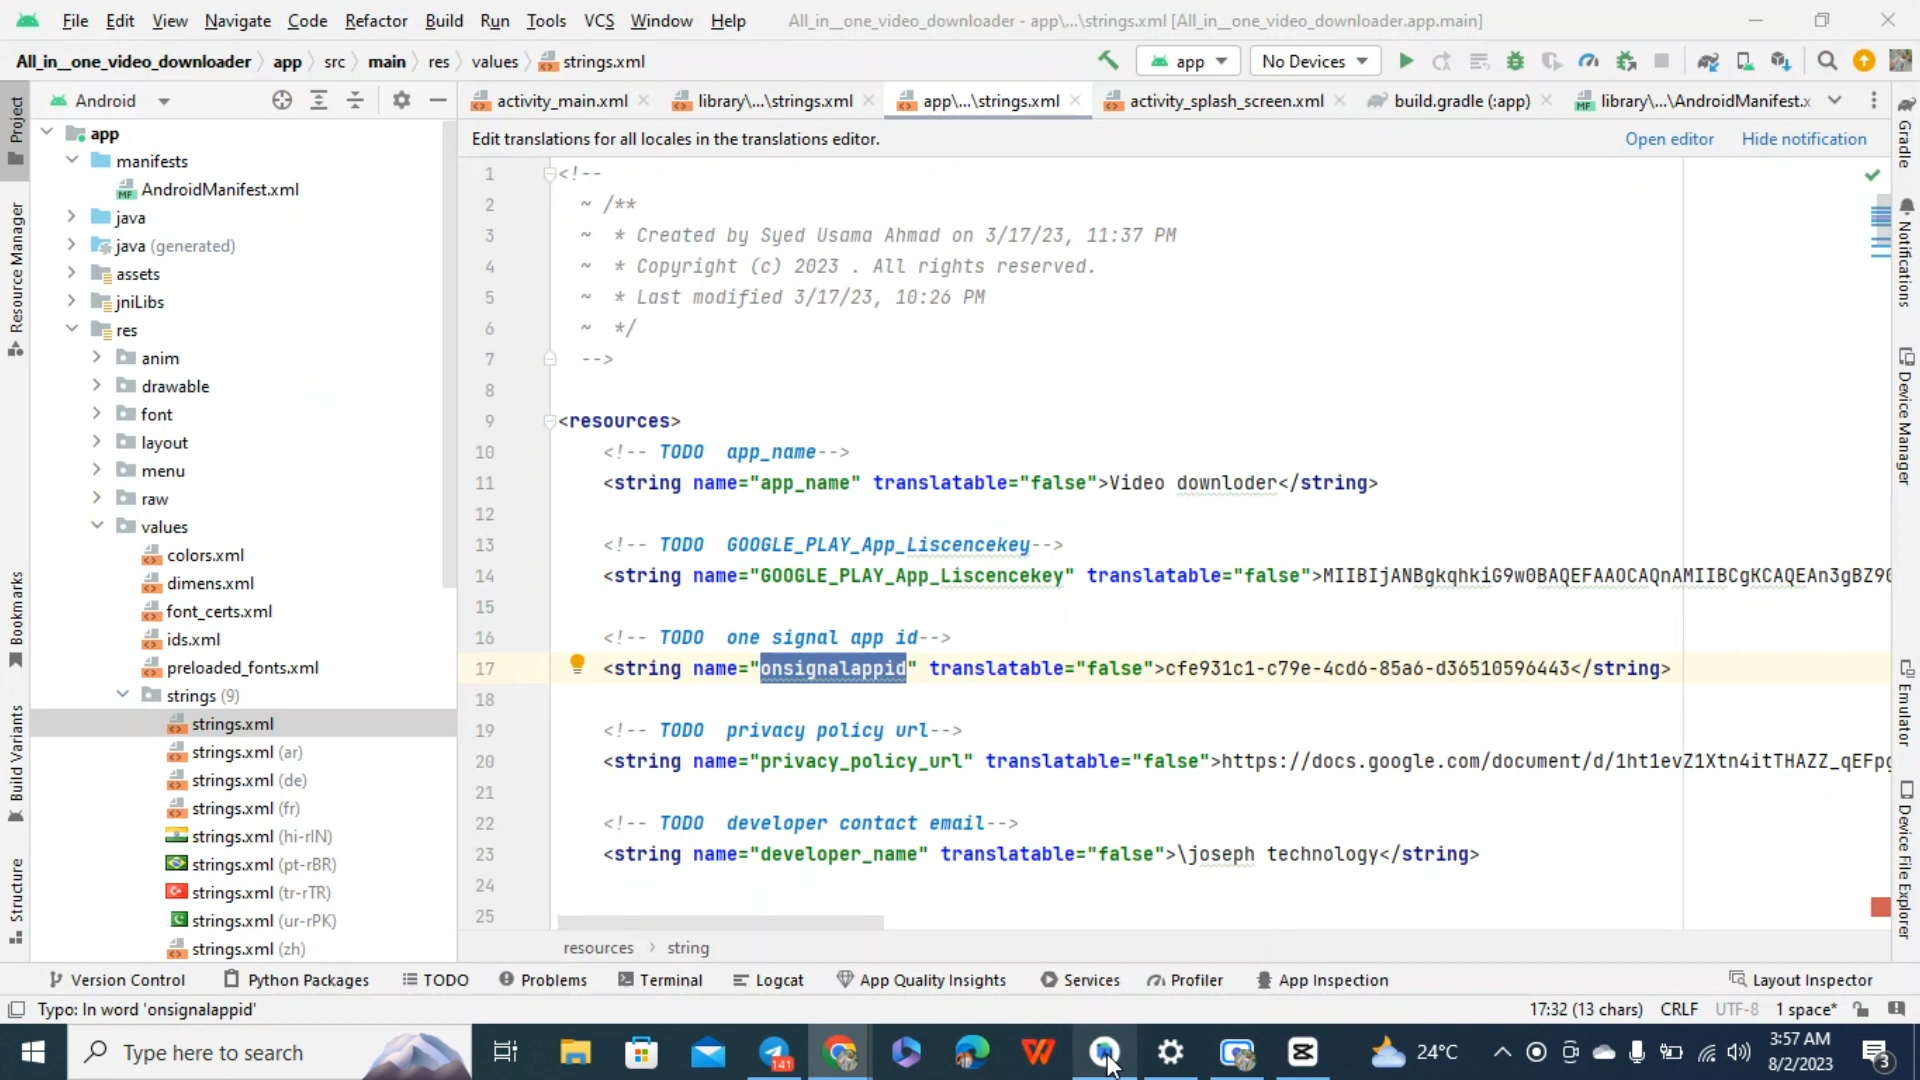 File Edit View Navigate Code Refactor Build Run Tools VCS Window Help All_in__one_video_downloader - app\...\strings.xml [All_in__one_video_downloader.app.main]
All_in__one_video_downloader app src main res values strings.xml app No Devices
Android activity_main.xml library\...\strings.xml app\...\strings.xml activity_splash_screen.xml build.gradle (:app) library\...\AndroidManifest.x
Edit translations for all locales in the translations editor. Open editor Hide notification
Project
Resource Manager
Bookmarks
Build Variants
Structure
app
manifests
AndroidManifest.xml
java
java (generated)
assets
jniLibs
res
anim
drawable
font
layout
menu
raw
values
colors.xml
dimens.xml
font_certs.xml
ids.xml
preloaded_fonts.xml
strings (9)
strings.xml
strings.xml (ar)
strings.xml (de)
strings.xml (fr)
strings.xml (hi-rIN)
strings.xml (pt-rBR)
strings.xml (tr-rTR)
strings.xml (ur-rPK)
strings.xml (zh)
1 <!--
2 ~ /**
3 ~ * Created by Syed Usama Ahmad on 3/17/23, 11:37 PM
4 ~ * Copyright (c) 2023 . All rights reserved.
5 ~ * Last modified 3/17/23, 10:26 PM
6 ~ */
7 -->
8
9 <resources>
10 <!-- TODO app_name-->
11 <string name="app_name" translatable="false">Video downloder</string>
12
13 <!-- TODO GOOGLE_PLAY_App_Liscencekey-->
14 <string name="GOOGLE_PLAY_App_Liscencekey" translatable="false">MIIBIjANBgkqhkiG9w0BAQEFAAOCAQnAMIIBCgKCAQEAn3gBZ90
15
16 <!-- TODO one signal app id-->
17 <string name="onsignalappid" translatable="false">cfe931c1-c79e-4cd6-85a6-d36510596443</string>
18
19 <!-- TODO privacy policy url-->
20 <string name="privacy_policy_url" translatable="false">https://docs.google.com/document/d/1ht1evZ1Xtn4itTHAZZ_qEFpg
21
22 <!-- TODO developer contact email-->
23 <string name="developer_name" translatable="false">\joseph technology</string>
24
25
resources string
Gradle
Notifications
Device Manager
Emulator
Device File Explorer
Version Control Python Packages TODO Problems Terminal Logcat App Quality Insights Services Profiler App Inspection Layout Inspector
Typo: In word 'onsignalappid' 17:32 (13 chars) CRLF UTF-8 1 space*
Type here to search 141 24°C 3:57 AM
8/2/2023 3